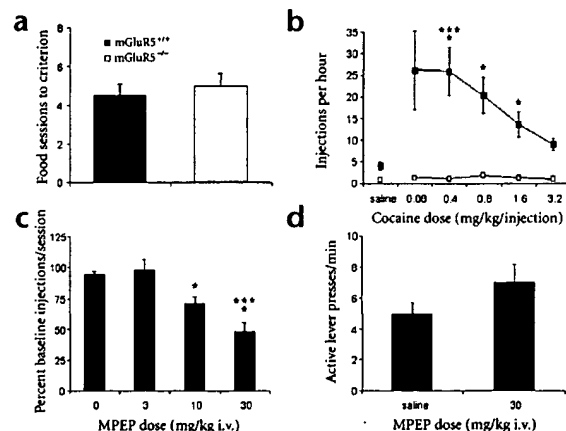 a
Food sessions to criterion
8
6
4
2
0
mGluR5+/+
mGluR5−/−
b
Injections per hour
35
30
25
20
15
10
5
0
***
*
*
*
saline 0.08 0.4 0.8 1.6 3.2
Cocaine dose (mg/kg/injection)
c
Percent baseline injections/session
125
100
75
50
25
0
*
***
*
0 3 10 30
MPEP dose (mg/kg i.v.)
d
Active lever presses/min
10
8
6
4
2
0
saline 30
MPEP dose (mg/kg i.v.)